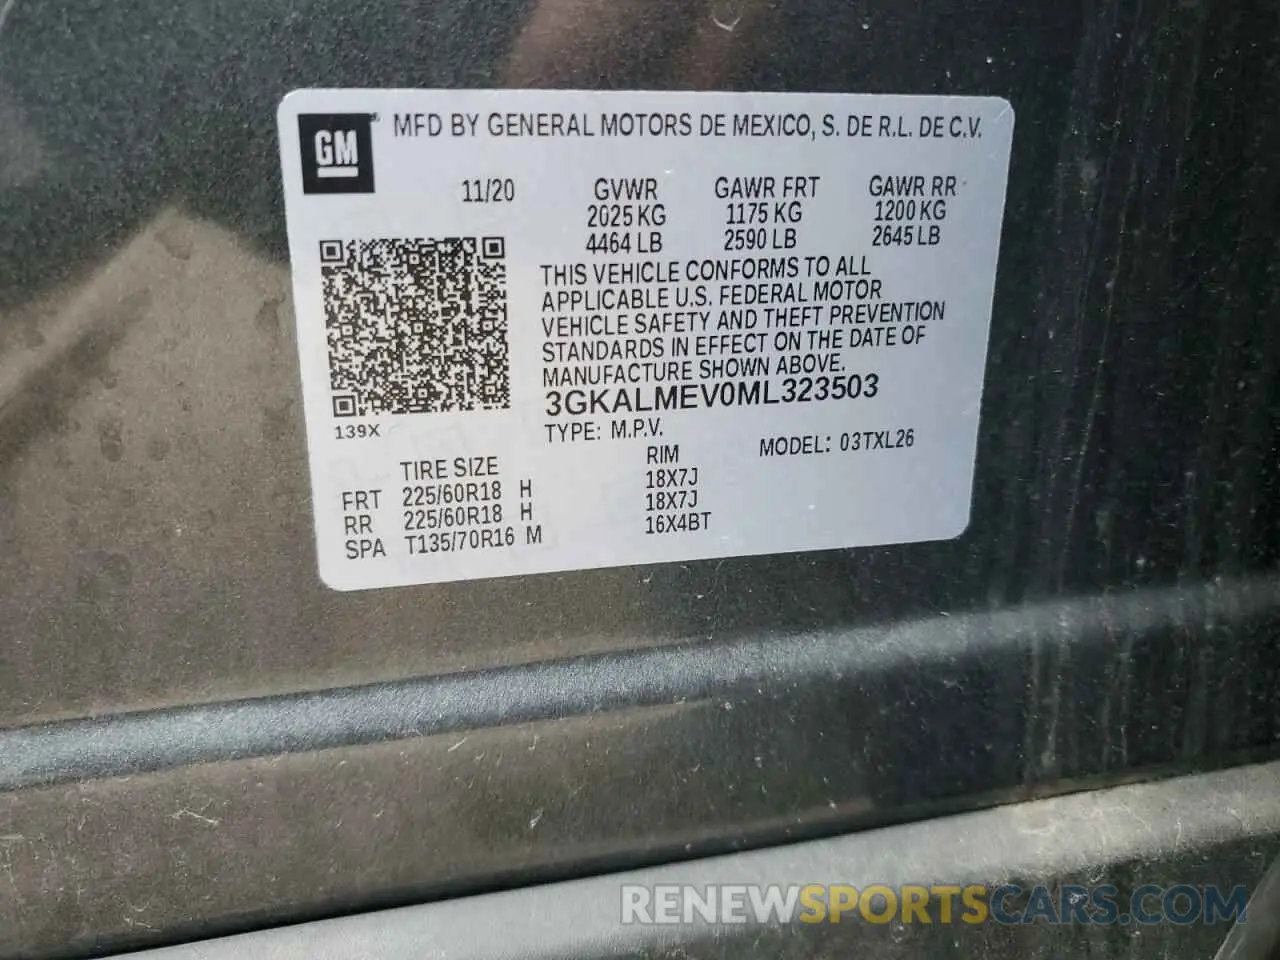 GM
MFD BY GENERAL MOTORS DE MEXICO, S. DE R.L. DE C.V.
11/20 GVWR GAWR FRT GAWR RR
2025 KG 1175 KG 1200 KG
4464 LB 2590 LB 2645 LB
THIS VEHICLE CONFORMS TO ALL
APPLICABLE U.S. FEDERAL MOTOR
VEHICLE SAFETY AND THEFT PREVENTION
STANDARDS IN EFFECT ON THE DATE OF
MANUFACTURE SHOWN ABOVE.
3GKALMEV0ML323503
139X
TYPE: M.P.V. MODEL: 03TXL26
TIRE SIZE RIM
FRT 225/60R18 H 18X7J
RR 225/60R18 H 18X7J
SPA T135/70R16 M 16X4BT
RENEWSPORTSCARS.COM